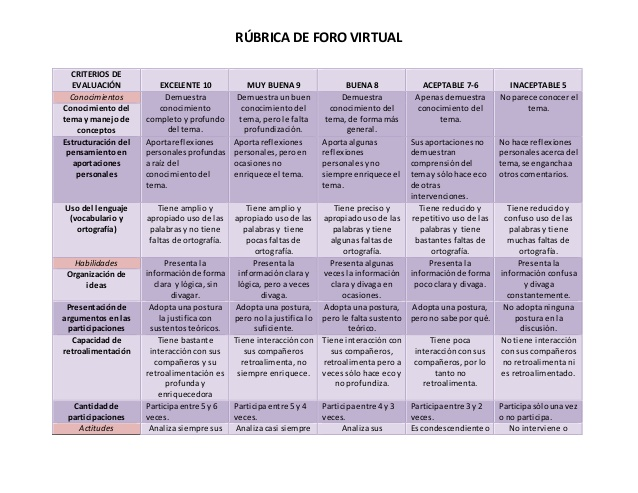 RÚBRICA DE FORO VIRTUAL
CRITERIOS DE
EVALUACIÓN
EXCELENTE 10
MUY BUENA 9
BUENA 8
ACEPTABLE 7-6
INACEPTABLE 5
Conocimientos
Conocimiento del
tema y manejo de
conceptos
Demuestra
conocimiento
completo y profundo
del tema.
Demuestra un buen
conocimiento del
tema, pero le falta
profundización.
Demuestra
conocimiento del
tema, de forma más
general.
Apenas demuestra
conocimiento del
tema.
No parece conocer el
tema.
Estructuración del
pensamiento en
aportaciones
personales
Aporta reflexiones
personales profundas
a raíz del
conocimiento del
tema.
Aporta reflexiones
personales, pero en
ocasiones no
enriquece el tema.
Aporta algunas
reflexiones
personales y no
siempre enriquece el
tema.
Sus aportaciones no
demuestran
comprensión del
tema y sólo hace eco
de otras
intervenciones.
No hace reflexiones
personales acerca del
tema, se engancha a
otros comentarios.
Uso del lenguaje
(vocabulario y
ortografía)
Tiene amplio y
apropiado uso de las
palabras y no tiene
faltas de ortografía.
Tiene amplio y
apropiado uso de las
palabras y tiene
pocas faltas de
ortografía.
Tiene preciso y
apropiado uso de las
palabras y tiene
algunas faltas de
ortografía.
Tiene reducido y
repetitivo uso de las
palabras y tiene
bastantes faltas de
ortografía.
Tiene reducido y
confuso uso de las
palabras y tiene
muchas faltas de
ortografía.
Habilidades
Organización de
ideas
Presenta la
información de forma
clara y lógica, sin
divagar.
Presenta la
información clara y
lógica, pero a veces
divaga.
Presenta algunas
veces la información
clara y divaga en
ocasiones.
Presenta la
información de forma
poco clara y divaga.
Presenta la
información confusa
y divaga
constantemente.
Presentación de
argumentos en las
participaciones
Adopta una postura
la justifica con
sustentos teóricos.
Adopta una postura,
pero no la justifica lo
suficiente.
Adopta una postura,
pero le falta sustento
teórico.
Adopta una postura,
pero no sabe por qué.
No adopta ninguna
postura en la
discusión.
Capacidad de
retroalimentación
Tiene bastante
interacción con sus
compañeros y su
retroalimentación es
profunda y
enriquecedora
Tiene interacción con
sus compañeros
retroalimenta, no
siempre enriquece.
Tiene interacción con
sus compañeros,
retroalimenta pero a
veces sólo hace eco y
no profundiza.
Tiene poca
interacción con sus
compañeros, por lo
tanto no
retroalimenta.
No tiene interacción
con sus compañeros
no retroalimenta ni
es retroalimentado.
Cantidad de
participaciones
Participa entre 5 y 6
veces.
Participa entre 5 y 4
veces.
Participa entre 4 y 3
veces.
Participa entre 3 y 2
veces.
Participa sólo una vez
o no participa.
Actitudes
Analiza siempre sus
Analiza casi siempre
Analiza sus
Es condescendiente o
No interviene o